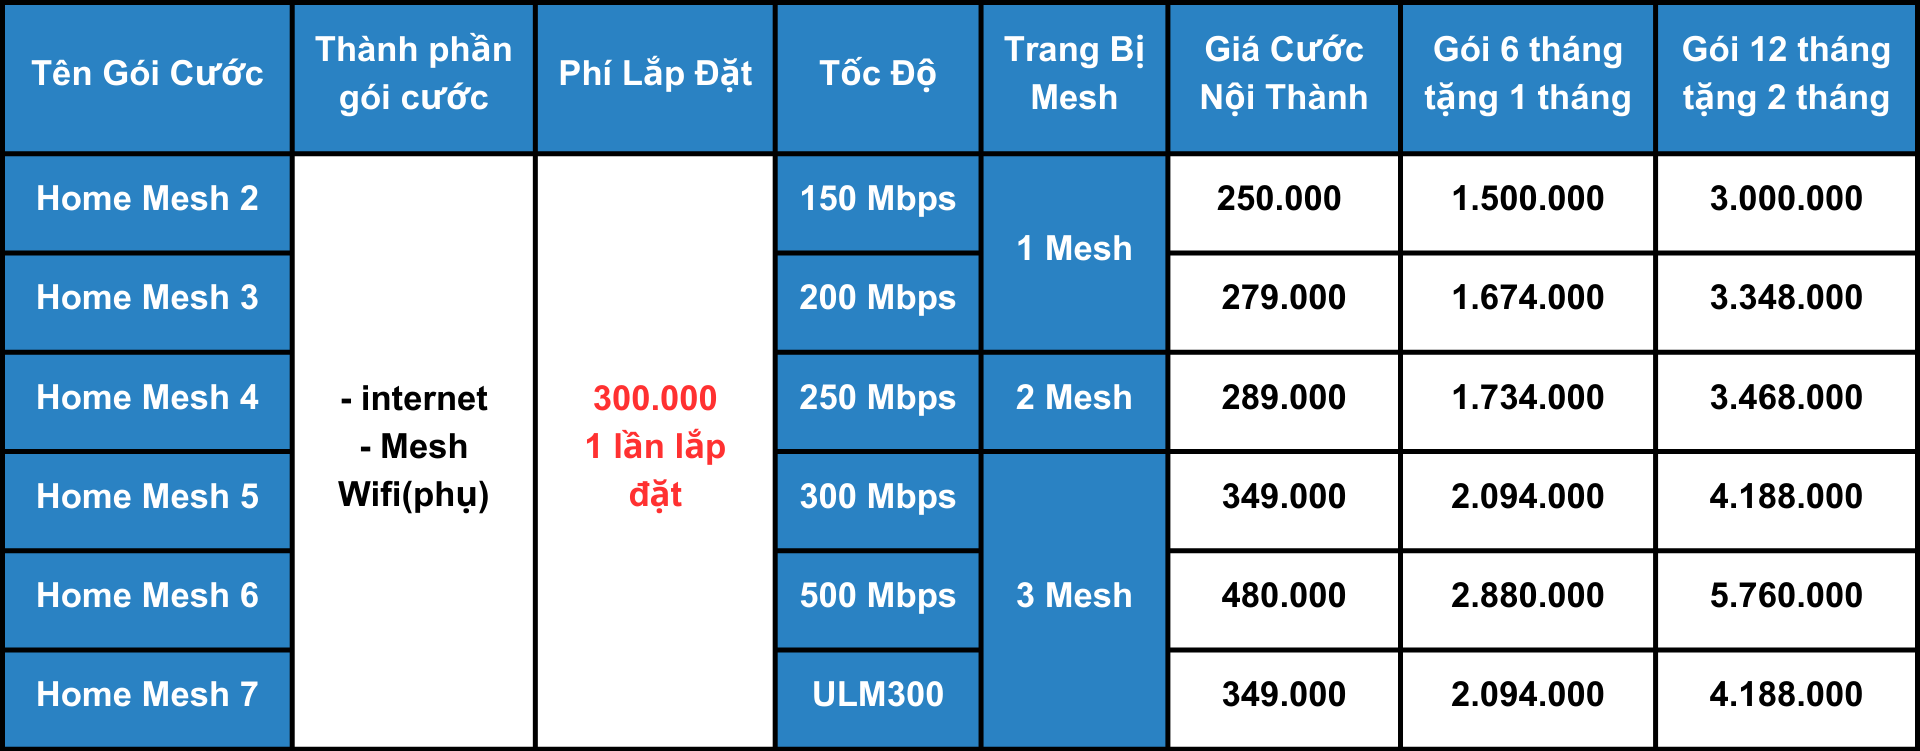 Tên Gói Cước
Thành phần
gói cước
Phí Lắp Đặt
Tốc Độ
Trang Bị
Mesh
Giá Cước
Nội Thành
Gói 6 tháng
tặng 1 tháng
Gói 12 tháng
tặng 2 tháng
Home Mesh 2
150 Mbps
1 Mesh
250.000
1.500.000
3.000.000
Home Mesh 3
200 Mbps
279.000
1.674.000
3.348.000
Home Mesh 4
- internet
- Mesh
Wifi(phụ)
300.000
1 lần lắp
đặt
250 Mbps
2 Mesh
289.000
1.734.000
3.468.000
Home Mesh 5
300 Mbps
349.000
2.094.000
4.188.000
Home Mesh 6
500 Mbps
3 Mesh
480.000
2.880.000
5.760.000
Home Mesh 7
ULM300
349.000
2.094.000
4.188.000